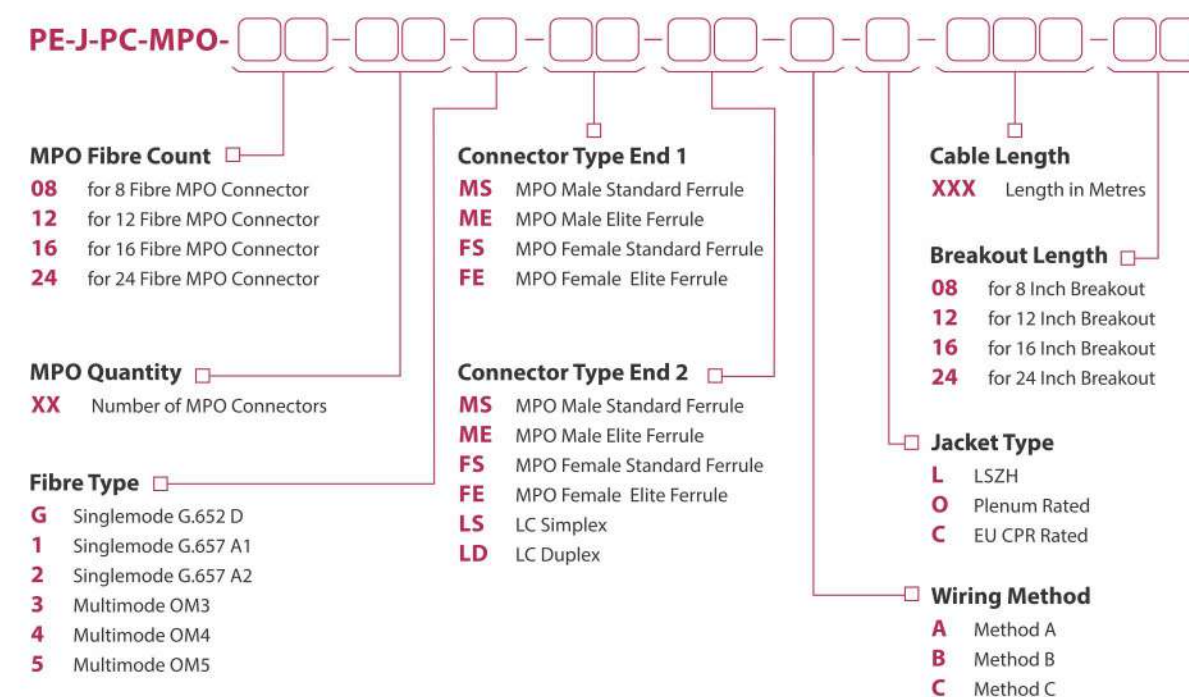 PE-J-PC-MPO- - - - - - - - -
MPO Fibre Count
08 for 8 Fibre MPO Connector
12 for 12 Fibre MPO Connector
16 for 16 Fibre MPO Connector
24 for 24 Fibre MPO Connector
MPO Quantity
XX Number of MPO Connectors
Fibre Type
G Singlemode G.652 D
1 Singlemode G.657 A1
2 Singlemode G.657 A2
3 Multimode OM3
4 Multimode OM4
5 Multimode OM5
Connector Type End 1
MS MPO Male Standard Ferrule
ME MPO Male Elite Ferrule
FS MPO Female Standard Ferrule
FE MPO Female Elite Ferrule
Connector Type End 2
MS MPO Male Standard Ferrule
ME MPO Male Elite Ferrule
FS MPO Female Standard Ferrule
FE MPO Female Elite Ferrule
LS LC Simplex
LD LC Duplex
Cable Length
XXX Length in Metres
Breakout Length
08 for 8 Inch Breakout
12 for 12 Inch Breakout
16 for 16 Inch Breakout
24 for 24 Inch Breakout
Jacket Type
L LSZH
O Plenum Rated
C EU CPR Rated
Wiring Method
A Method A
B Method B
C Method C